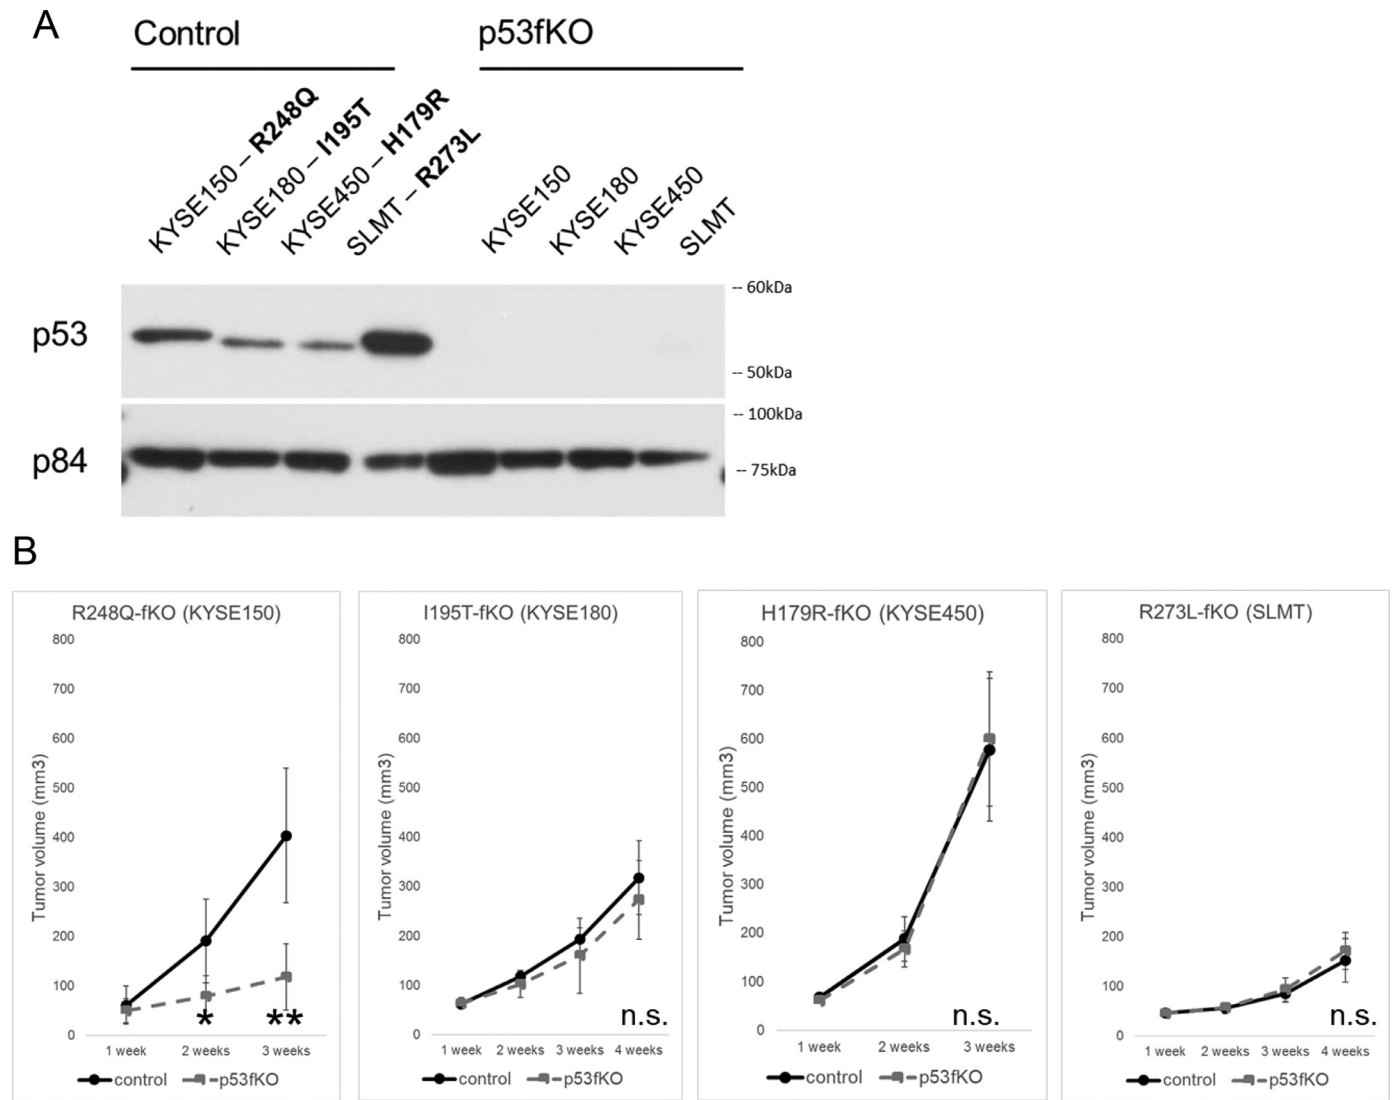 A
Control
p53fKO
KYSE150 – R248Q
KYSE180 – I195T
KYSE450 – H179R
SLMT – R273L
KYSE150
KYSE180
KYSE450
SLMT
p53
-- 60kDa
-- 50kDa
p84
-- 100kDa
-- 75kDa
B
R248Q-fKO (KYSE150)
Tumor volume (mm3)
800
700
600
500
400
300
200
100
0
* **
1 week 2 weeks 3 weeks
control p53fKO
I195T-fKO (KYSE180)
Tumor volume (mm3)
800
700
600
500
400
300
200
100
0
n.s.
1 week 2 weeks 3 weeks 4 weeks
control p53fKO
H179R-fKO (KYSE450)
Tumor volume (mm3)
800
700
600
500
400
300
200
100
0
n.s.
1 week 2 weeks 3 weeks
control p53fKO
R273L-fKO (SLMT)
Tumor volume (mm3)
800
700
600
500
400
300
200
100
0
n.s.
1 week 2 weeks 3 weeks 4 weeks
control p53fKO